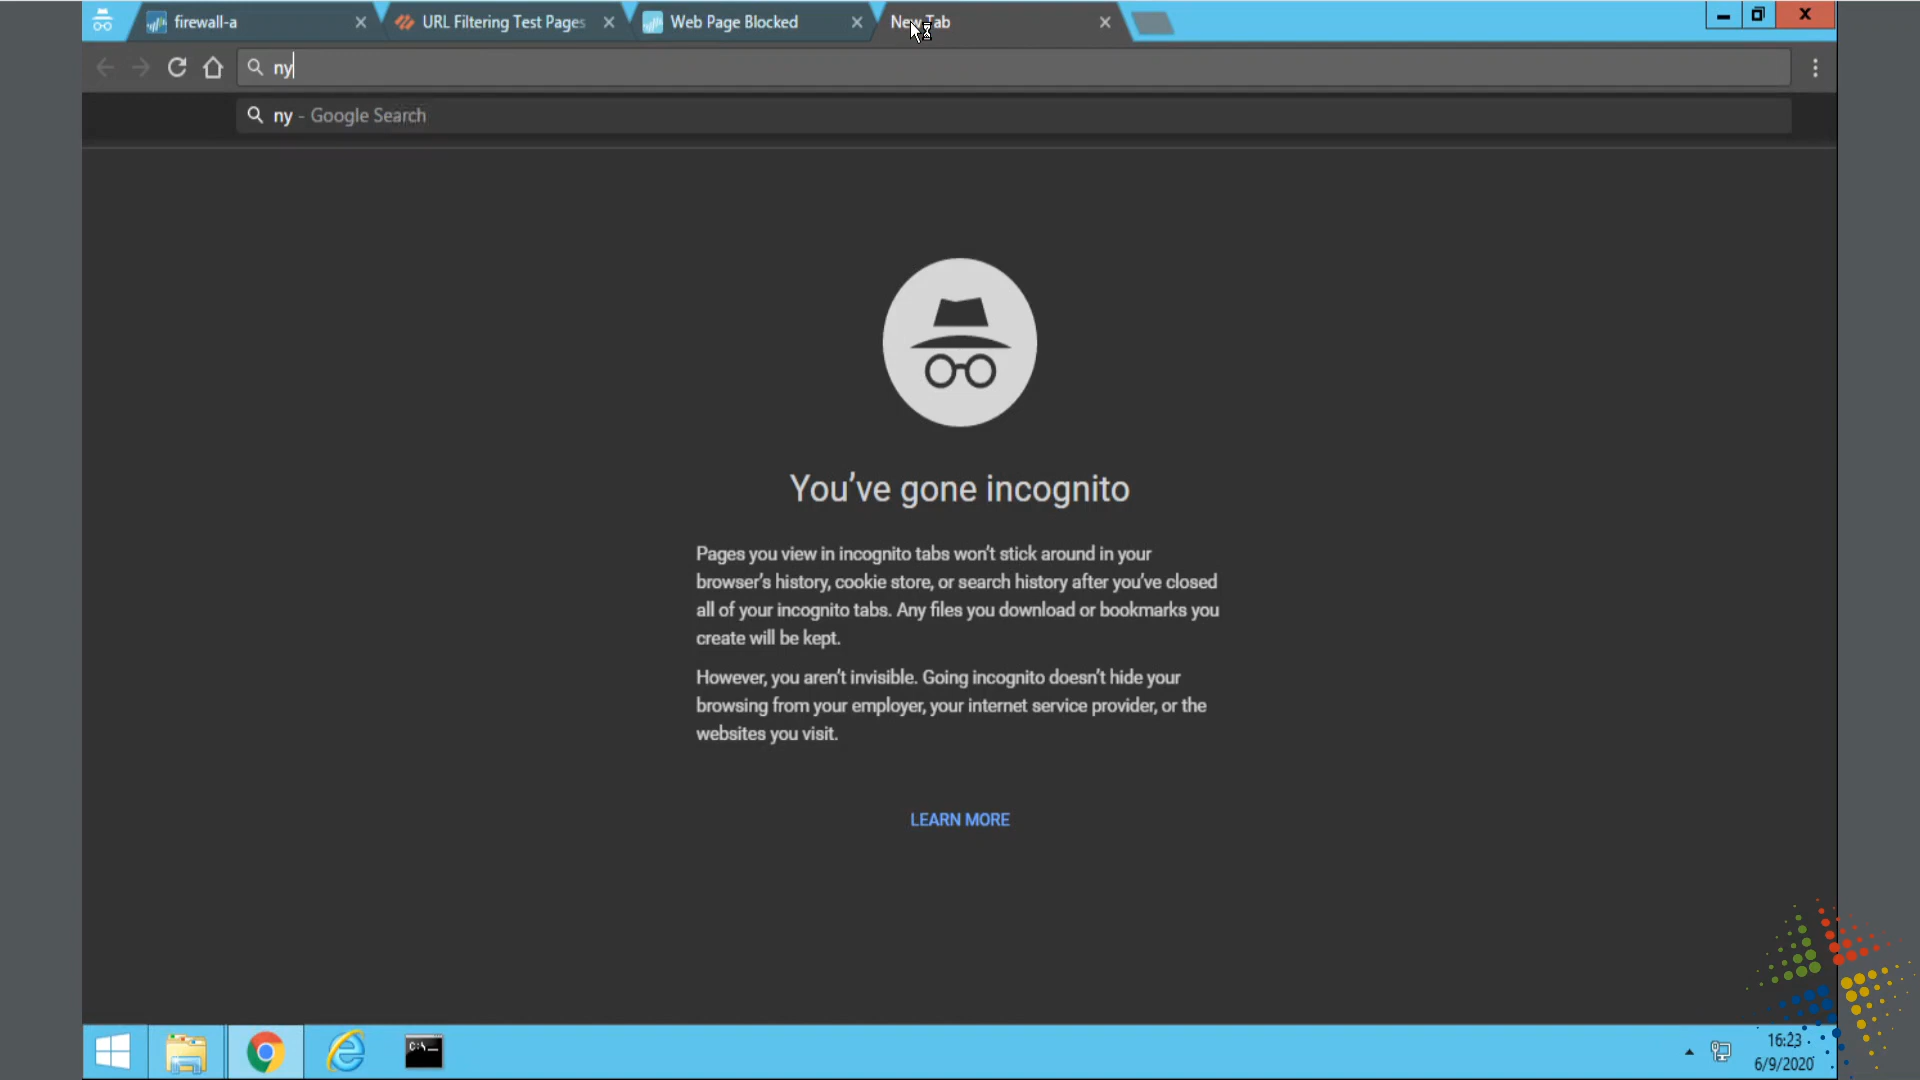 firewall-a
URL Filtering Test Pages
Web Page Blocked
New Tab
ny
ny - Google Search
You've gone incognito
Pages you view in incognito tabs won't stick around in your
browser's history, cookie store, or search history after you've closed
all of your incognito tabs. Any files you download or bookmarks you
create will be kept.
However, you aren't invisible. Going incognito doesn't hide your
browsing from your employer, your internet service provider, or the
websites you visit.
LEARN MORE
C:\_
16:23
6/9/2020